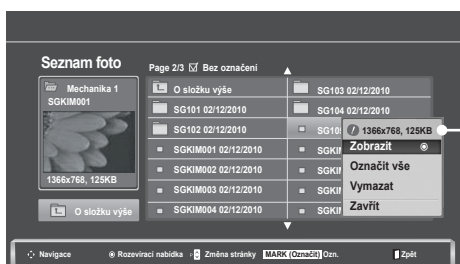 Seznam foto
Page 2/3 Bez označení
Mechanika 1
SGKIM001
1366x768, 125KB
O složku výše
O složku výše
SG101 02/12/2010
SG102 02/12/2010
SGKIM001 02/12/2010
SGKIM002 02/12/2010
SGKIM003 02/12/2010
SGKIM004 02/12/2010
SG103 02/12/2010
SG104 02/12/2010
1366x768, 125KB
Zobrazit
Označit vše
Vymazat
Zavřít
Navigace
Rozevírací nabídka
Změna stránky
MARK (Označit) Ozn.
Zpět